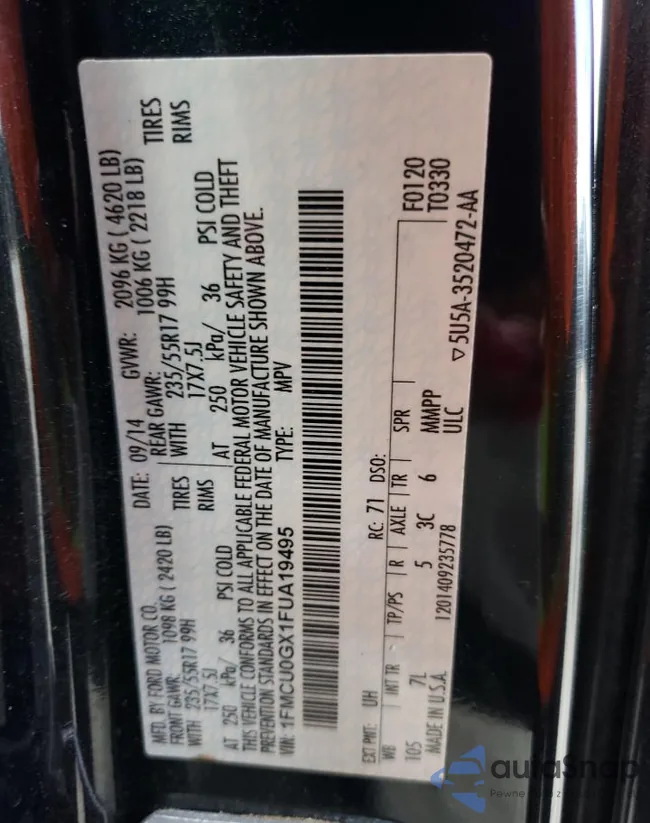 MFD. BY FORD MOTOR CO.
DATE: 09/14 GVWR: 2096 KG ( 4620 LB)
FRONT GAWR: 1098 KG ( 2420 LB) REAR GAWR: 1006 KG ( 2218 LB)
WITH 235/55R17 99H TIRES WITH 235/55R17 99H TIRES
17X7.5J RIMS 17X7.5J RIMS
AT 250 kPa/ 36 PSI COLD AT 250 kPa/ 36 PSI COLD
THIS VEHICLE CONFORMS TO ALL APPLICABLE FEDERAL MOTOR VEHICLE SAFETY AND THEFT
PREVENTION STANDARDS IN EFFECT ON THE DATE OF MANUFACTURE SHOWN ABOVE.
VIN: 1FMCU0GX1FUA19495 TYPE: MPV
F0120
T0330
EXT PNT: UH RC: 71 DSO:
WB INT TR TP/PS R AXLE TR SPR
105 7L 5 3C 6 MMPP
ULC
MADE IN U.S.A. 1201409235778
▽5U5A-3520472-AA
autoSnap